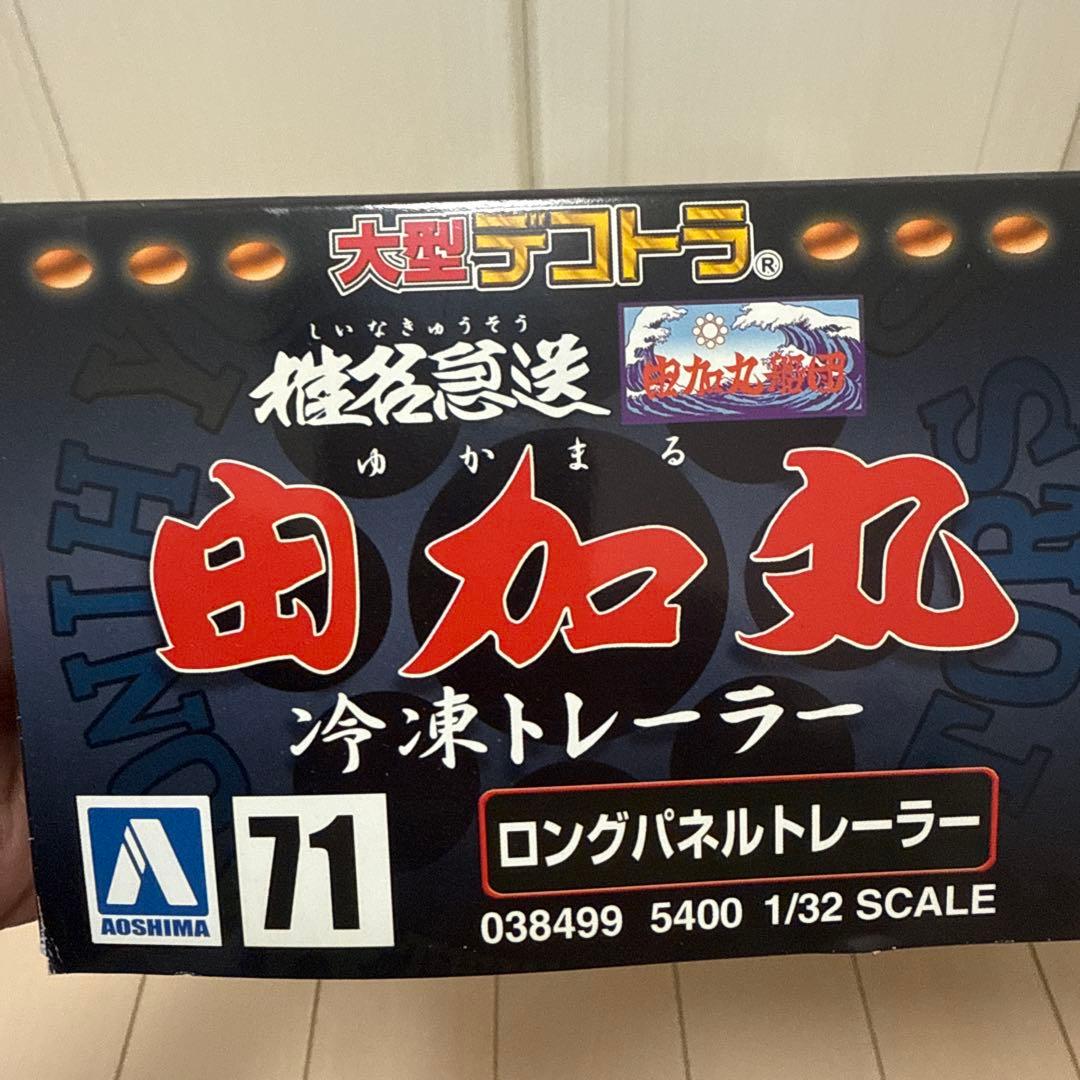 大型デコトラ®
しいなきゅうそう
椎名急送
由加丸船団
ゆかまる
由加丸
冷凍トレーラー
ロングパネルトレーラー
AOSHIMA
71
038499 5400 1/32 SCALE